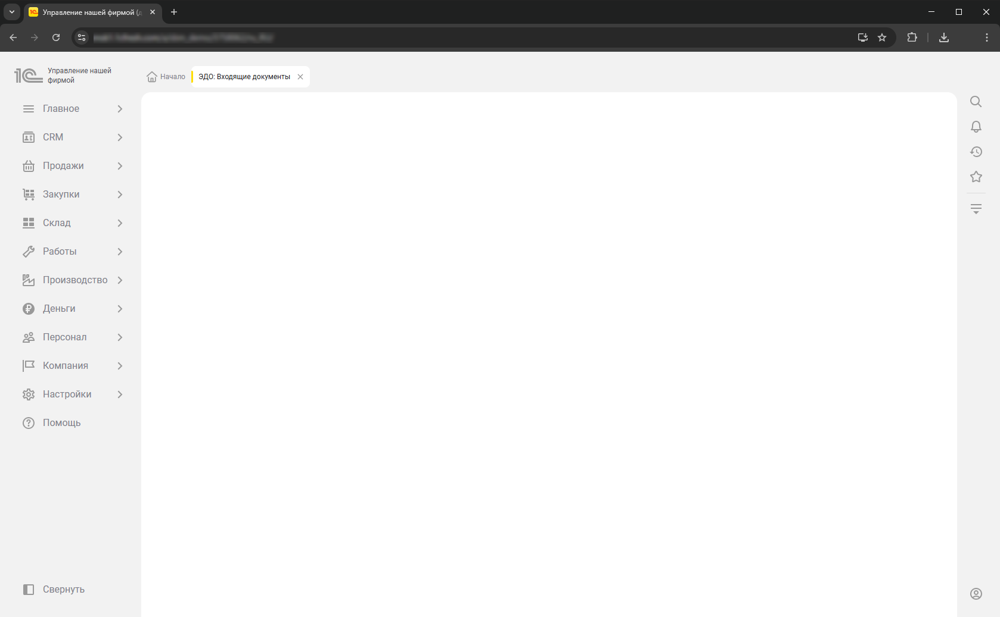 Управление нашей фирмой (д
1С
Управление нашей
фирмой
Начало
ЭДО: Входящие документы
Главное
CRM
Продажи
Закупки
Склад
Работы
Производство
Деньги
Персонал
Компания
Настройки
Помощь
Свернуть